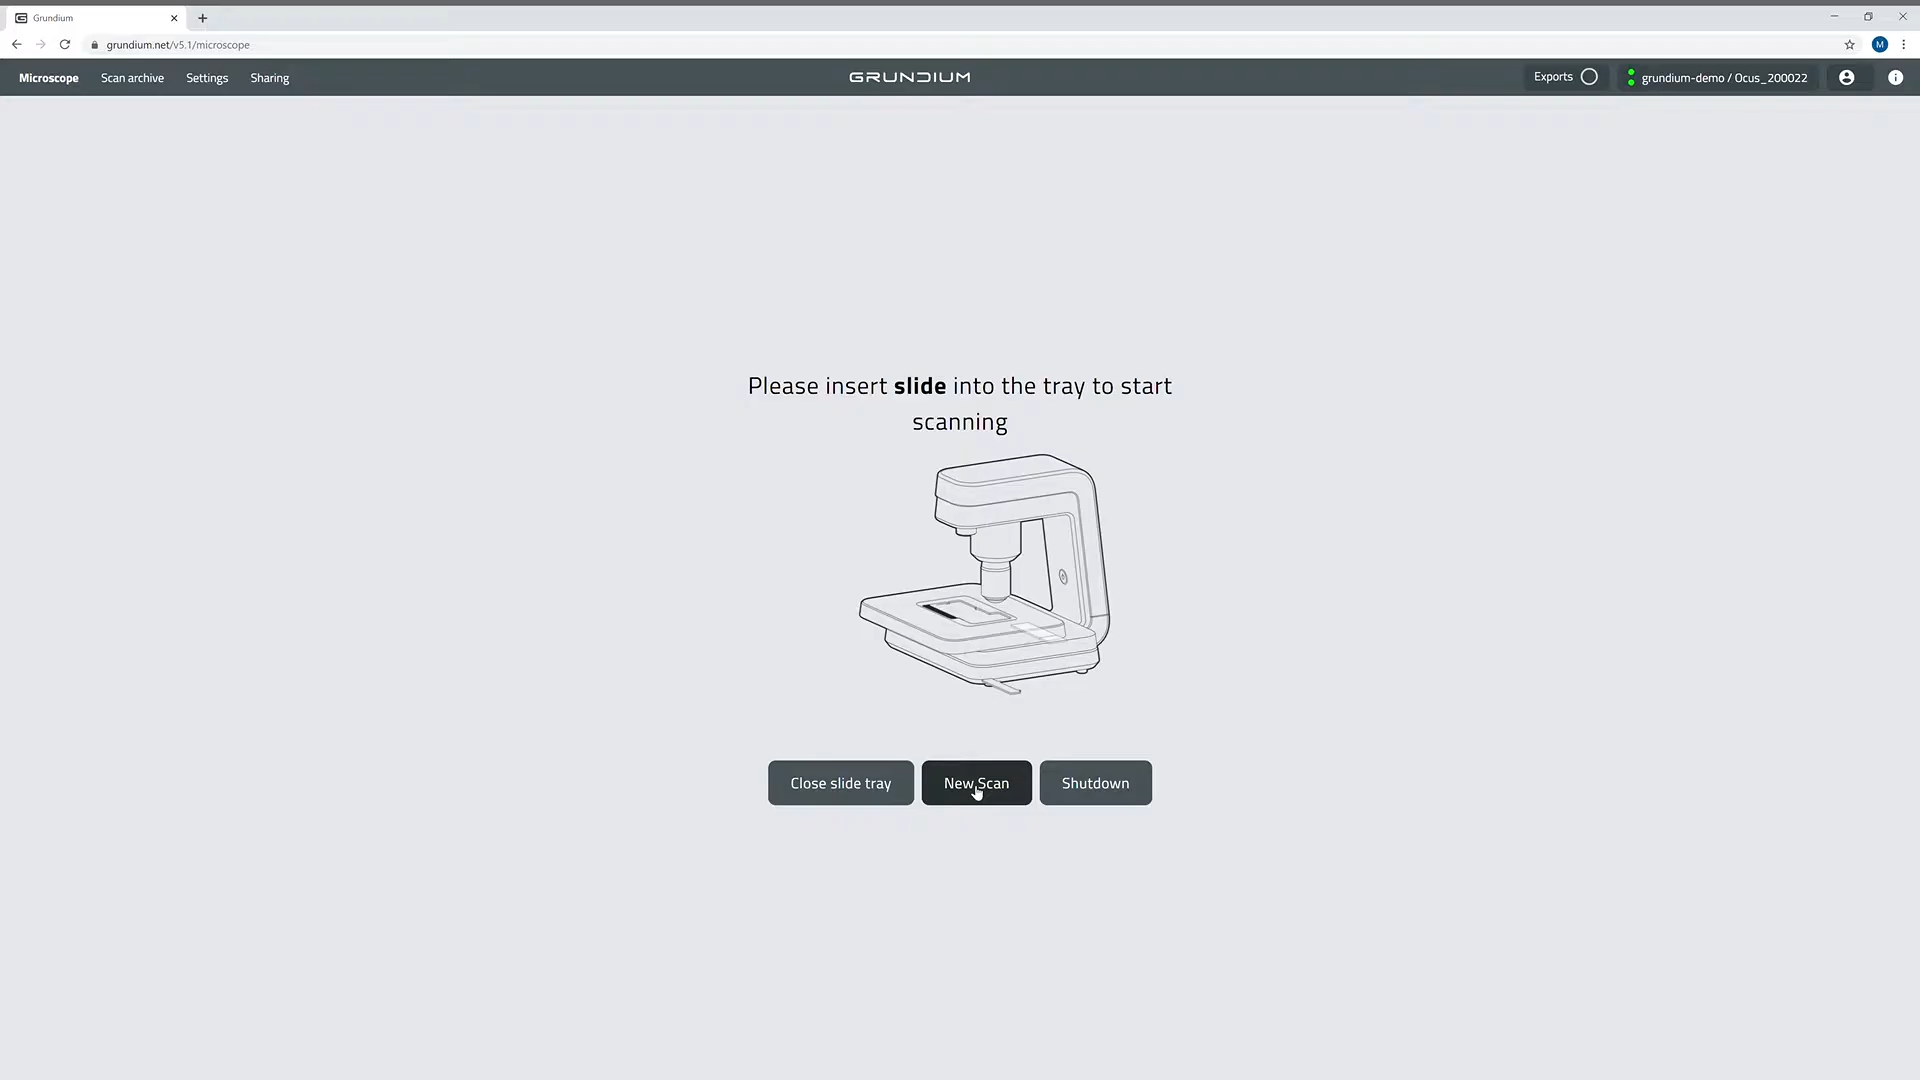 Grundium
grundium.net/v5.1/microscope
M
Microscope Scan archive Settings Sharing
GRUNDIUM
Exports grundium-demo / Ocus_200022
Please insert slide into the tray to start
scanning
Close slide tray New Scan Shutdown